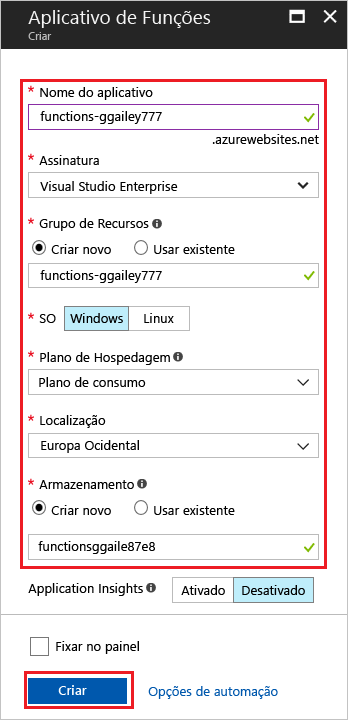 Aplicativo de Funções
Criar
* Nome do aplicativo
functions-ggailey777
.azurewebsites.net
* Assinatura
Visual Studio Enterprise
* Grupo de Recursos
Criar novo Usar existente
functions-ggailey777
* SO Windows Linux
* Plano de Hospedagem
Plano de consumo
* Localização
Europa Ocidental
* Armazenamento
Criar novo Usar existente
functionsggaile87e8
Application Insights Ativado Desativado
Fixar no painel
Criar Opções de automação